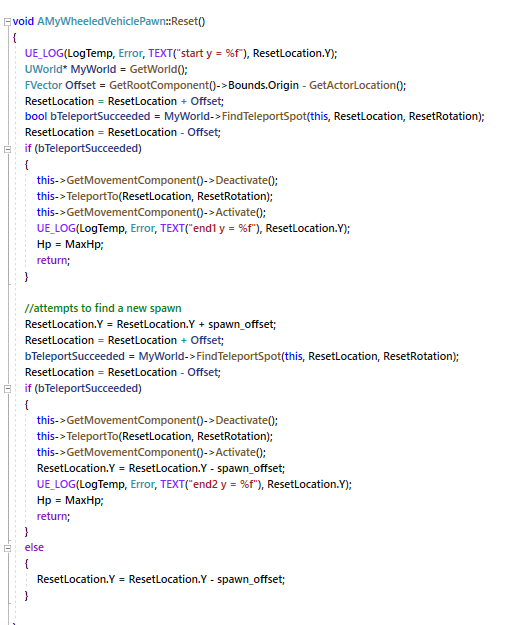 void AMyWheeledVehiclePawn::Reset()
{
UE_LOG(LogTemp, Error, TEXT("start y = %f"), ResetLocation.Y);
UWorld* MyWorld = GetWorld();
FVector Offset = GetRootComponent()->Bounds.Origin - GetActorLocation();
ResetLocation = ResetLocation + Offset;
bool bTeleportSucceeded = MyWorld->FindTeleportSpot(this, ResetLocation, ResetRotation);
ResetLocation = ResetLocation - Offset;
if (bTeleportSucceeded)
{
this->GetMovementComponent()->Deactivate();
this->TeleportTo(ResetLocation, ResetRotation);
this->GetMovementComponent()->Activate();
UE_LOG(LogTemp, Error, TEXT("end1 y = %f"), ResetLocation.Y);
Hp = MaxHp;
return;
}
//attempts to find a new spawn
ResetLocation.Y = ResetLocation.Y + spawn_offset;
ResetLocation = ResetLocation + Offset;
bTeleportSucceeded = MyWorld->FindTeleportSpot(this, ResetLocation, ResetRotation);
ResetLocation = ResetLocation - Offset;
if (bTeleportSucceeded)
{
this->GetMovementComponent()->Deactivate();
this->TeleportTo(ResetLocation, ResetRotation);
this->GetMovementComponent()->Activate();
ResetLocation.Y = ResetLocation.Y - spawn_offset;
UE_LOG(LogTemp, Error, TEXT("end2 y = %f"), ResetLocation.Y);
Hp = MaxHp;
return;
}
else
{
ResetLocation.Y = ResetLocation.Y - spawn_offset;
}